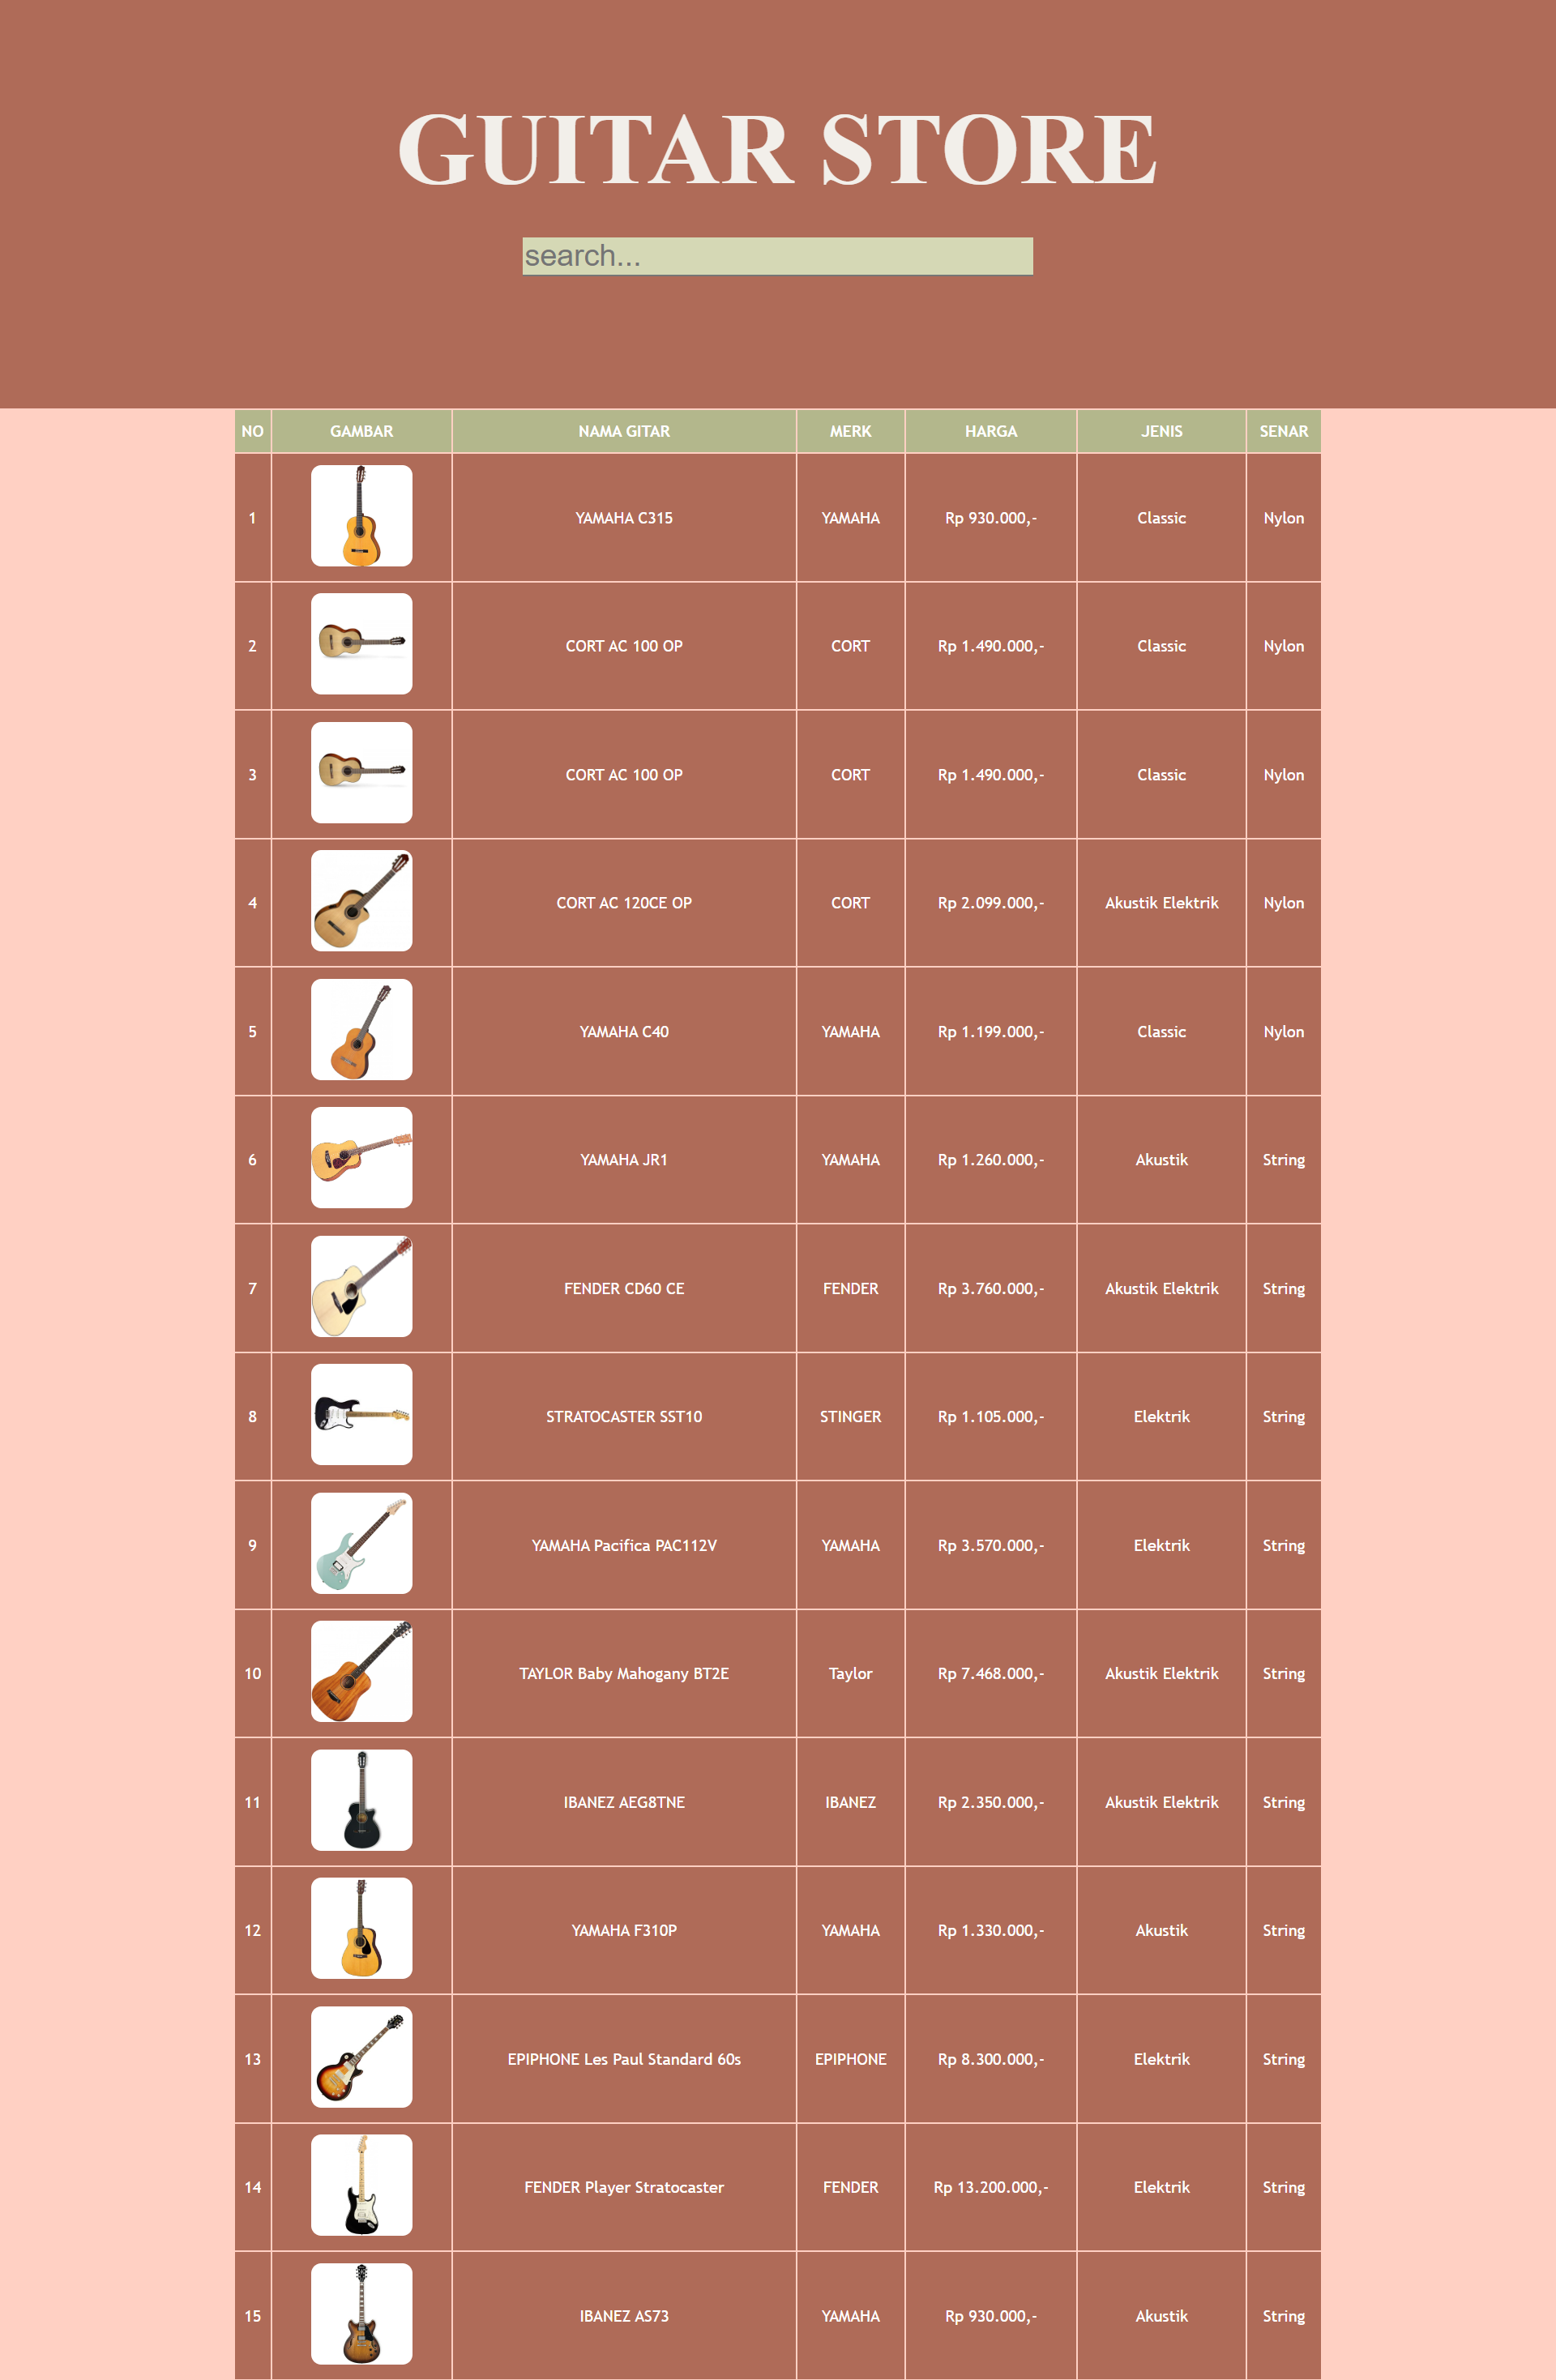 GUITAR STORE
search...
NO GAMBAR NAMA GITAR MERK HARGA JENIS SENAR
1 YAMAHA C315 YAMAHA Rp 930.000,- Classic Nylon
2 CORT AC 100 OP CORT Rp 1.490.000,- Classic Nylon
3 CORT AC 100 OP CORT Rp 1.490.000,- Classic Nylon
4 CORT AC 120CE OP CORT Rp 2.099.000,- Akustik Elektrik Nylon
5 YAMAHA C40 YAMAHA Rp 1.199.000,- Classic Nylon
6 YAMAHA JR1 YAMAHA Rp 1.260.000,- Akustik String
7 FENDER CD60 CE FENDER Rp 3.760.000,- Akustik Elektrik String
8 STRATOCASTER SST10 STINGER Rp 1.105.000,- Elektrik String
9 YAMAHA Pacifica PAC112V YAMAHA Rp 3.570.000,- Elektrik String
10 TAYLOR Baby Mahogany BT2E Taylor Rp 7.468.000,- Akustik Elektrik String
11 IBANEZ AEG8TNE IBANEZ Rp 2.350.000,- Akustik Elektrik String
12 YAMAHA F310P YAMAHA Rp 1.330.000,- Akustik String
13 EPIPHONE Les Paul Standard 60s EPIPHONE Rp 8.300.000,- Elektrik String
14 FENDER Player Stratocaster FENDER Rp 13.200.000,- Elektrik String
15 IBANEZ AS73 YAMAHA Rp 930.000,- Akustik String